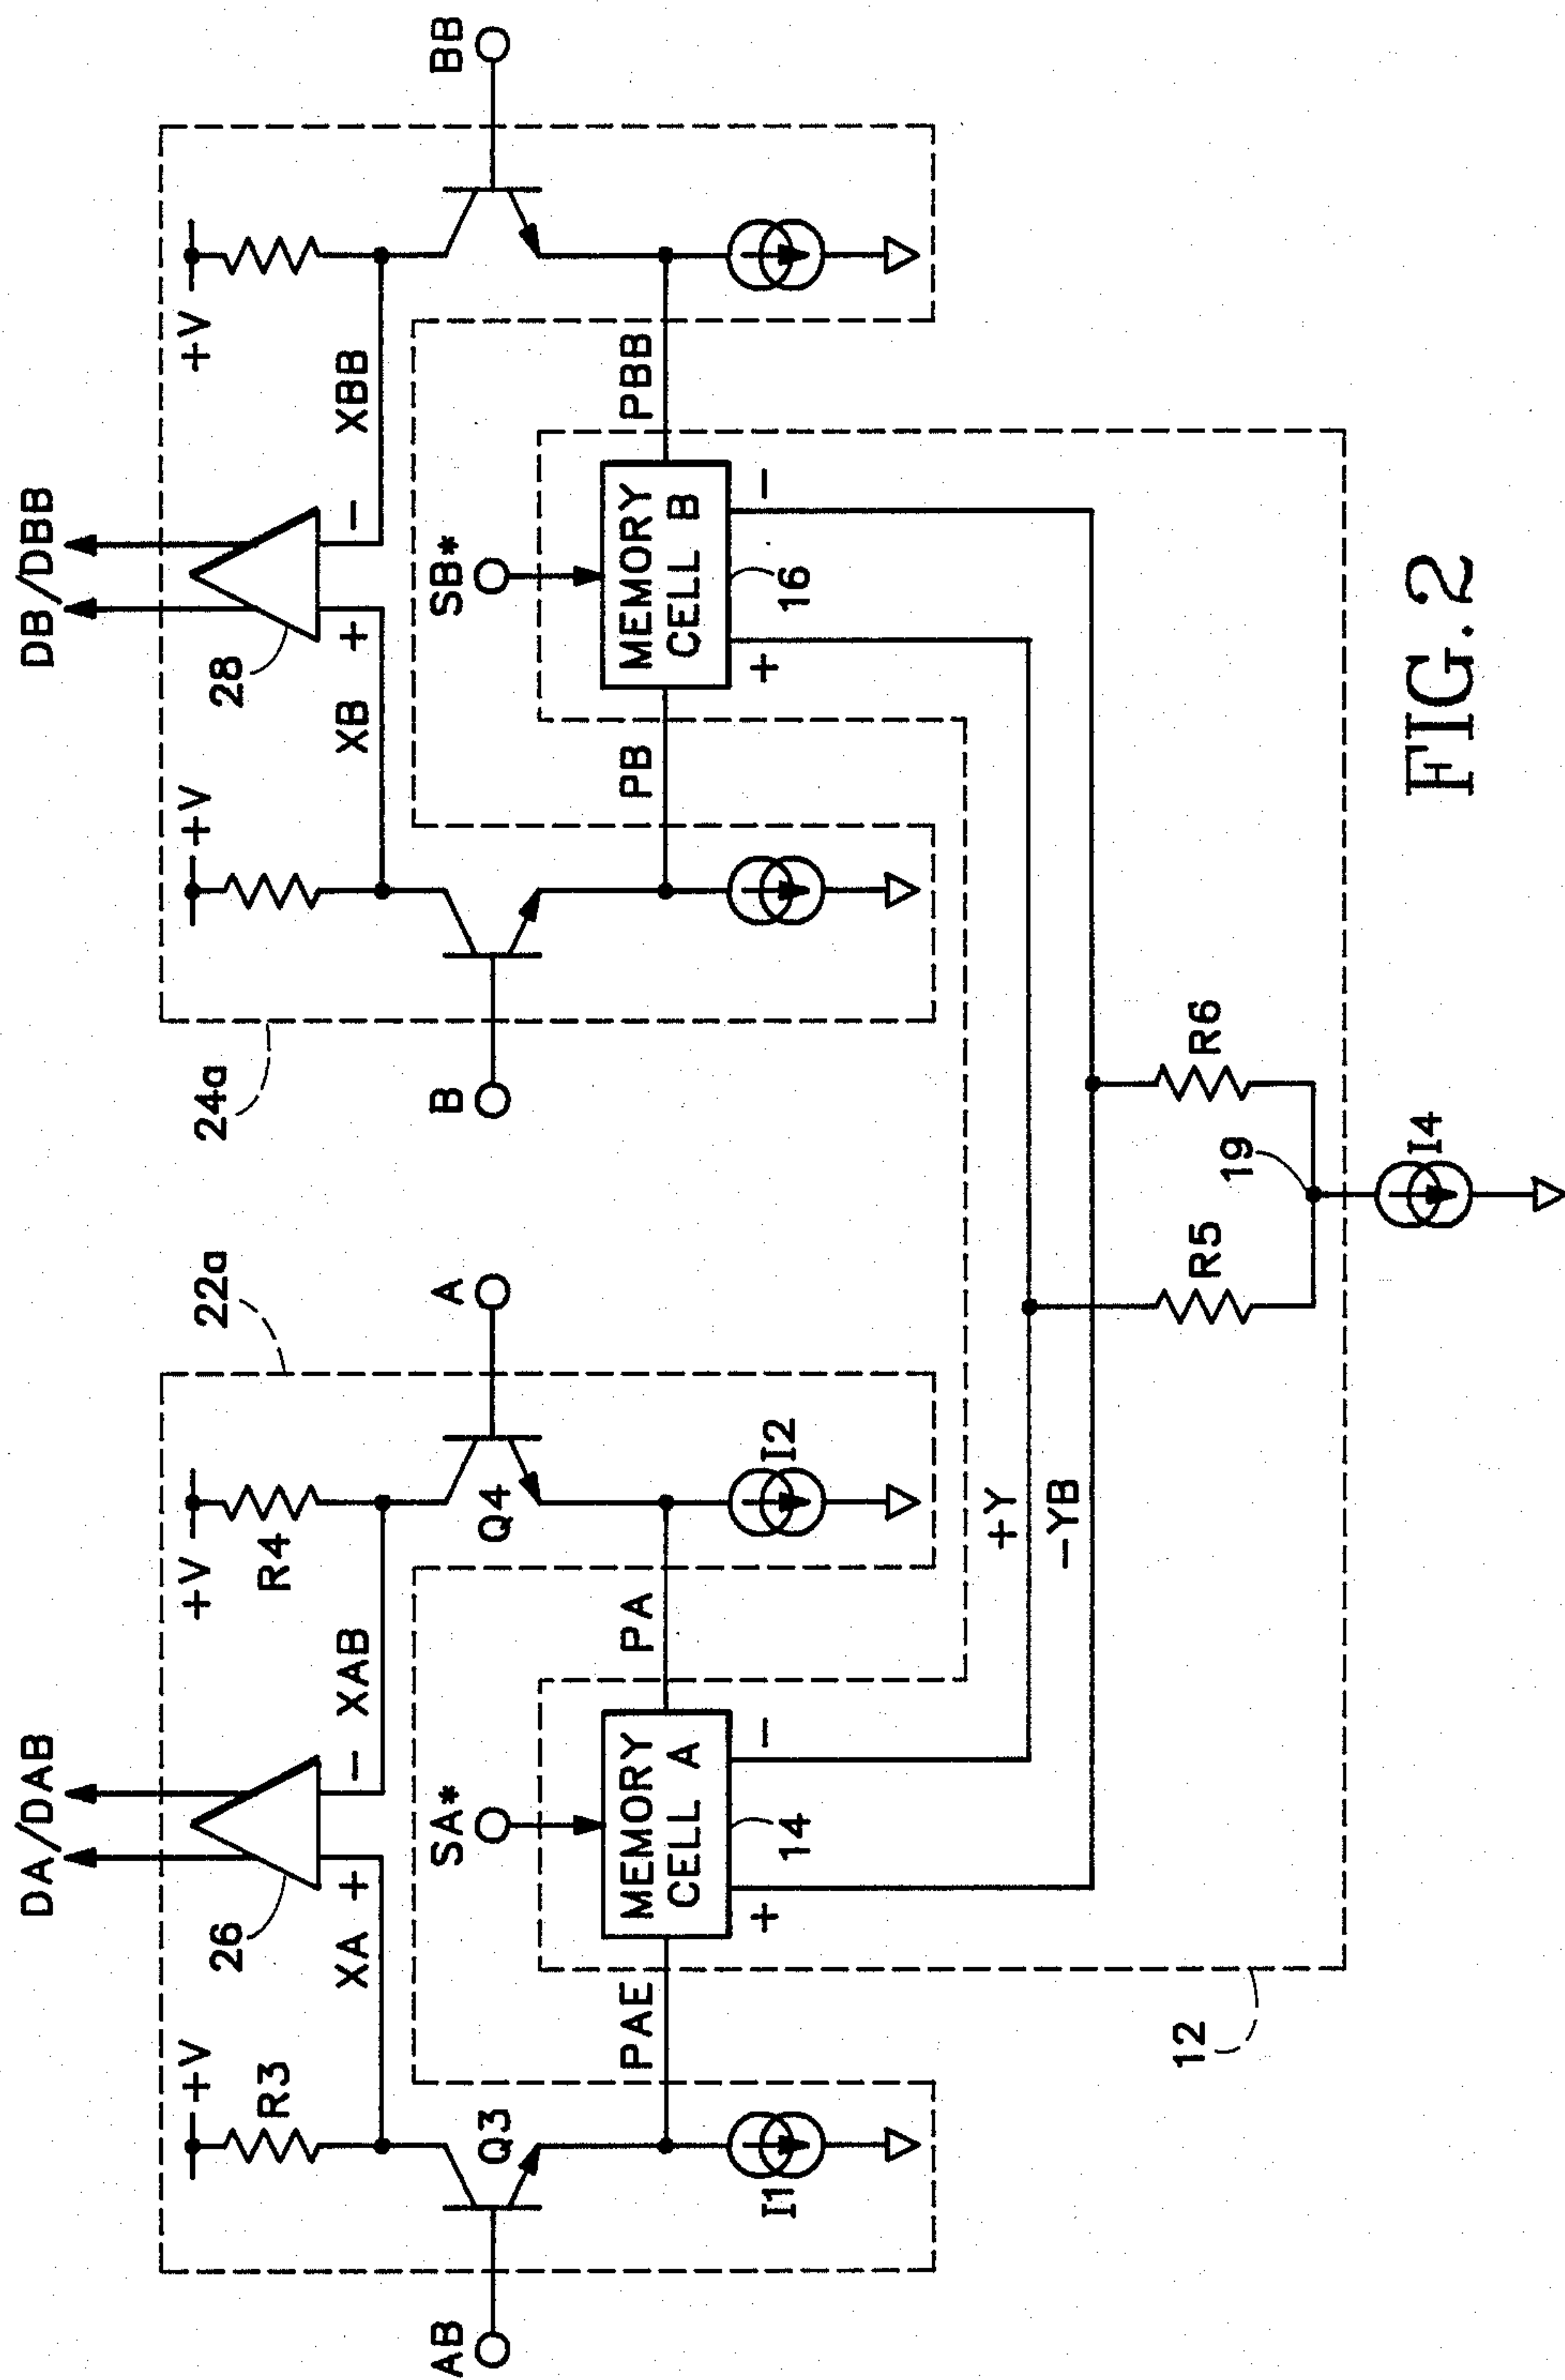 DA/DAB
DB/DBB
+V
R3
26
XA
+
-
XAB
+V
R4
22a
24a
+V
XB
28
+
-
XBB
+V
AB
Q3
SA*
Q4
A
B
SB*
BB
PAE
MEMORY
CELL A
PA
PB
MEMORY
CELL B
PBB
I1
+
14
-
I2
+
16
-
+Y
-YB
12
R5
19
R6
I4
FIG.2